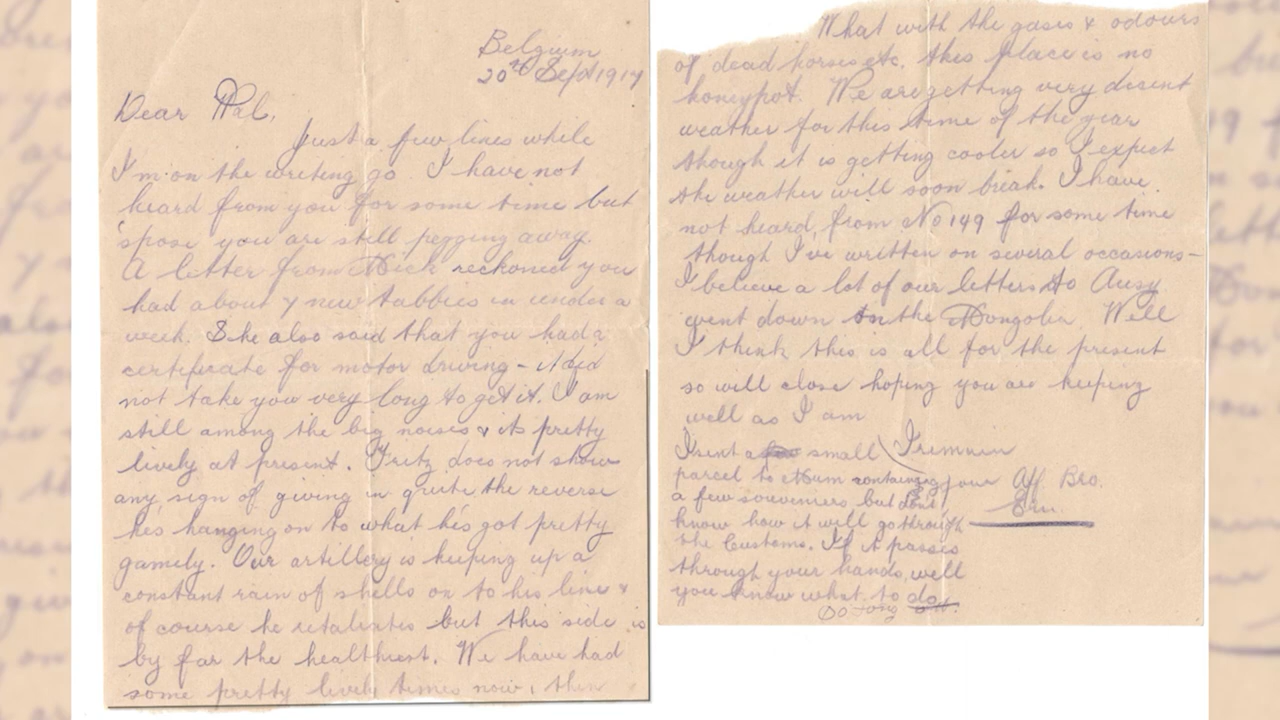 Belgium
20th Sept 1917
Dear Hal,
Just a few lines while
I'm on the writing go. I have not
heard from you for some time but
'spose you are still pegging away.
A letter from reckoned you
had about 7 new tabbies in under a
week. She also said that you had a
certificate for motor driving - it did
not take you very long to get it. I am
still among the big noises & its pretty
lively at present. Fritz does not show
any sign of giving in quite the reverse
he's hanging on to what he's got pretty
gamely. Our artillery is keeping up a
constant rain of shells on to his line &
of course he retaliates but this side is
by far the healthiest. We have had
some pretty lively times now, then
What with the gases & odours
of dead horses etc. this place is no
honeypot. We are getting very decent
weather for this time of the year
though it is getting cooler so I expect
the weather will soon break. I have
not heard from No 149 for some time
though I've written on several occasions -
I believe a lot of our letters to Ausy
went down on the Mongolia. Well
I think this is all for the present
so will close hoping you are keeping
well as I am
I remain
your Aff. Bro.
Ern.
I sent a small
parcel to Mum containing
a few souveniers but don't
know how it will go through
the Customs. If it passes
through your hands, well
you know what to do.